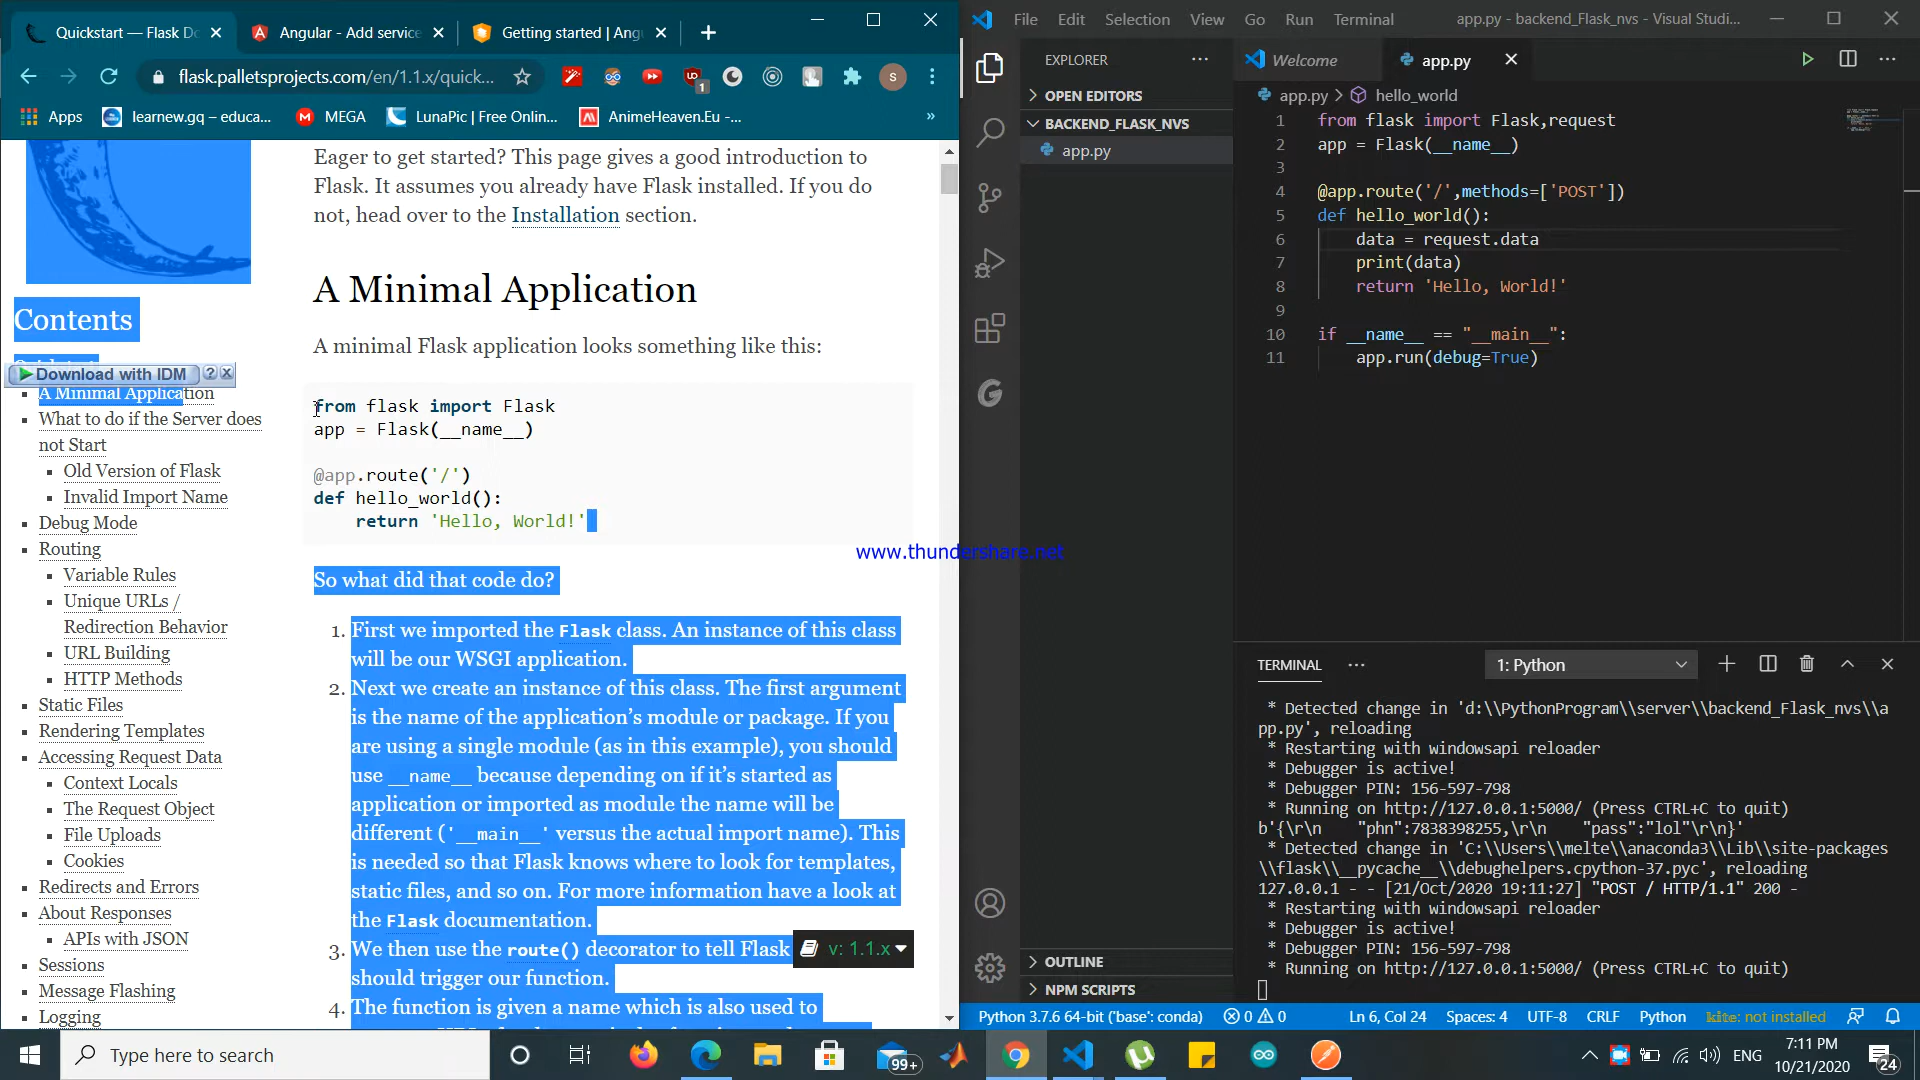 Quickstart — Flask Do
Angular - Add service
Getting started | Angu
flask.palletsprojects.com/en/1.1.x/quick...
S
1
Apps
learnew.gq – educa...
MEGA
LunaPic | Free Onlin...
AnimeHeaven.Eu -...
»
Contents
Download with IDM
A Minimal Application
What to do if the Server does
not Start
Old Version of Flask
Invalid Import Name
Debug Mode
Routing
Variable Rules
Unique URLs /
Redirection Behavior
URL Building
HTTP Methods
Static Files
Rendering Templates
Accessing Request Data
Context Locals
The Request Object
File Uploads
Cookies
Redirects and Errors
About Responses
APIs with JSON
Sessions
Message Flashing
Logging
Eager to get started? This page gives a good introduction to
Flask. It assumes you already have Flask installed. If you do
not, head over to the Installation section.
A Minimal Application
A minimal Flask application looks something like this:
from flask import Flask
app = Flask(__name__)
@app.route('/')
def hello_world():
return 'Hello, World!'
So what did that code do?
1. First we imported the Flask class. An instance of this class
will be our WSGI application.
2. Next we create an instance of this class. The first argument
is the name of the application’s module or package. If you
are using a single module (as in this example), you should
use __name__ because depending on if it’s started as
application or imported as module the name will be
different ('__main__' versus the actual import name). This
is needed so that Flask knows where to look for templates,
static files, and so on. For more information have a look at
the Flask documentation.
3. We then use the route() decorator to tell Flask
should trigger our function.
4. The function is given a name which is also used to
v: 1.1.x
www.thundershare.net
File Edit Selection View Go Run Terminal
app.py - backend_Flask_nvs - Visual Studi...
EXPLORER
OPEN EDITORS
BACKEND_FLASK_NVS
app.py
OUTLINE
NPM SCRIPTS
Welcome
app.py
app.py > hello_world
1 from flask import Flask,request
2 app = Flask(__name__)
3
4 @app.route('/',methods=['POST'])
5 def hello_world():
6 data = request.data
7 print(data)
8 return 'Hello, World!'
9
10 if __name__ == "__main__":
11 app.run(debug=True)
TERMINAL
1: Python
* Detected change in 'd:\\PythonProgram\\server\\backend_Flask_nvs\\a
pp.py', reloading
* Restarting with windowsapi reloader
* Debugger is active!
* Debugger PIN: 156-597-798
* Running on http://127.0.0.1:5000/ (Press CTRL+C to quit)
b'{\r\n    "phn":7838398255,\r\n    "pass":"lol"\r\n}'
* Detected change in 'C:\\Users\\melte\\anaconda3\\Lib\\site-packages
\\flask\\__pycache__\\debughelpers.cpython-37.pyc', reloading
127.0.0.1 - - [21/Oct/2020 19:11:27] "POST / HTTP/1.1" 200 -
* Restarting with windowsapi reloader
* Debugger is active!
* Debugger PIN: 156-597-798
* Running on http://127.0.0.1:5000/ (Press CTRL+C to quit)
Python 3.7.6 64-bit ('base': conda)
0 0
Ln 6, Col 24
Spaces: 4
UTF-8
CRLF
Python
kite: not installed
Type here to search
99+
ENG
7:11 PM
10/21/2020
24